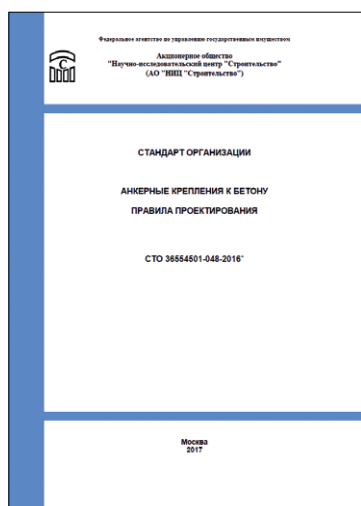 Федеральное агентство по управлению государственным имуществом
Акционерное общество
"Научно-исследовательский центр "Строительство"
(АО "НИЦ "Строительство")
С
СТАНДАРТ ОРГАНИЗАЦИИ
АНКЕРНЫЕ КРЕПЛЕНИЯ К БЕТОНУ
ПРАВИЛА ПРОЕКТИРОВАНИЯ
СТО 36554501-048-2016*
Москва
2017